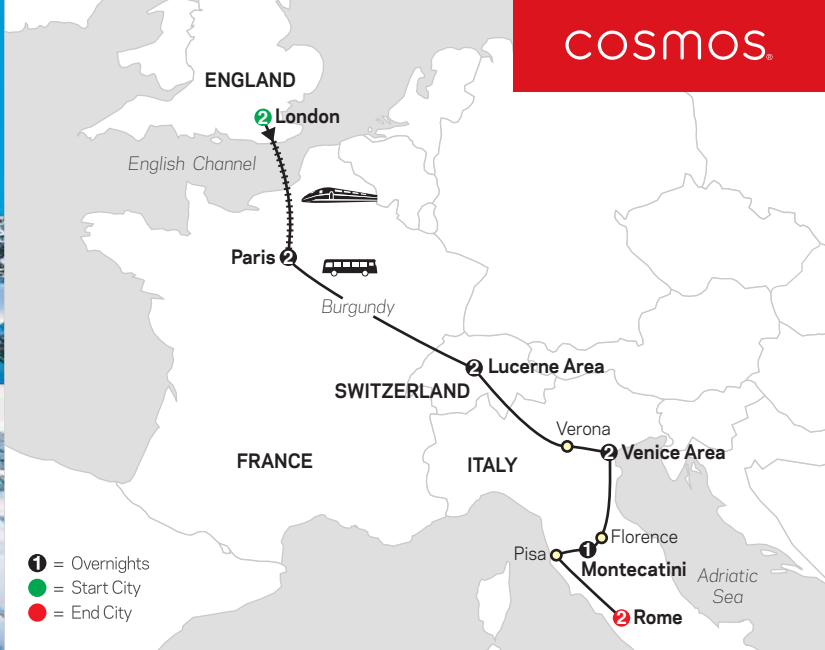 COSMOS®
ENGLAND
2 London
English Channel
Paris 2
Burgundy
2 Lucerne Area
SWITZERLAND
Verona
2 Venice Area
FRANCE
ITALY
Florence
Pisa
1
Montecatini
Adriatic
Sea
2 Rome
1 = Overnights
= Start City
= End City